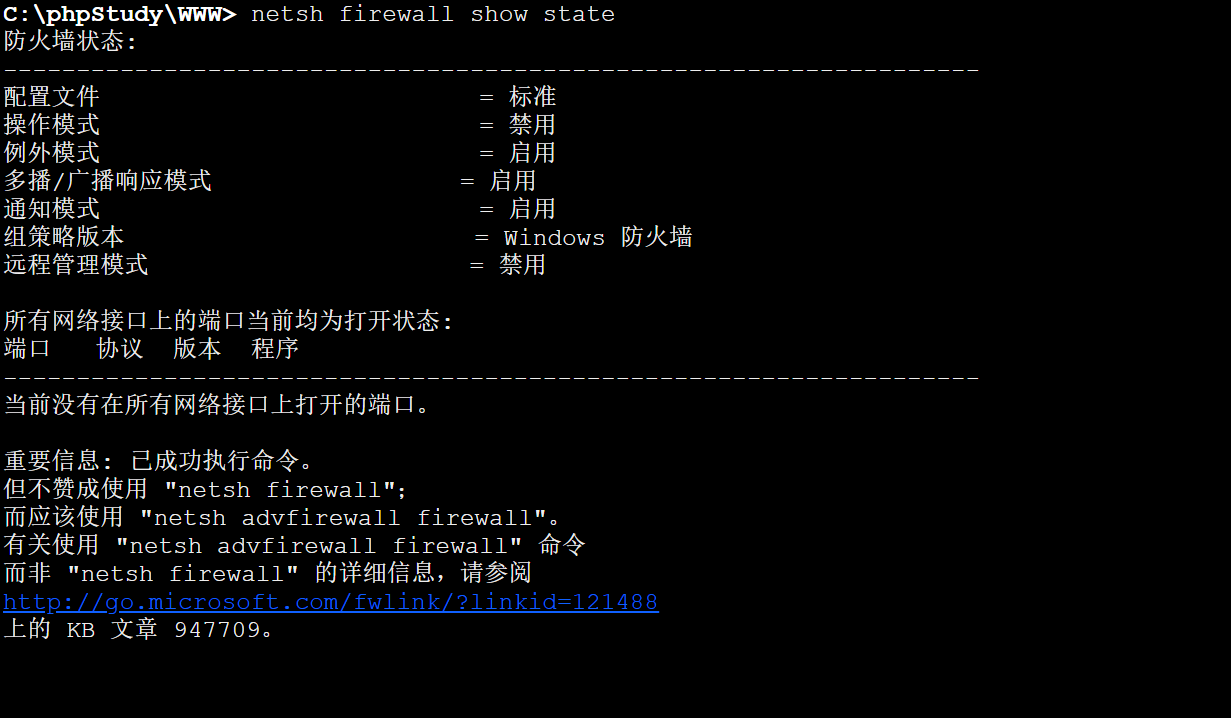 C:\phpStudy\WWW> netsh firewall show state
防火墙状态:
-------------------------------------------------------------------
配置文件 = 标准
操作模式 = 禁用
例外模式 = 启用
多播/广播响应模式 = 启用
通知模式 = 启用
组策略版本 = Windows 防火墙
远程管理模式 = 禁用
所有网络接口上的端口当前均为打开状态:
端口 协议 版本 程序
-------------------------------------------------------------------
当前没有在所有网络接口上打开的端口。
重要信息: 已成功执行命令。
但不赞成使用 "netsh firewall";
而应该使用 "netsh advfirewall firewall"。
有关使用 "netsh advfirewall firewall" 命令
而非 "netsh firewall" 的详细信息，请参阅
http://go.microsoft.com/fwlink/?linkid=121488
上的 KB 文章 947709。